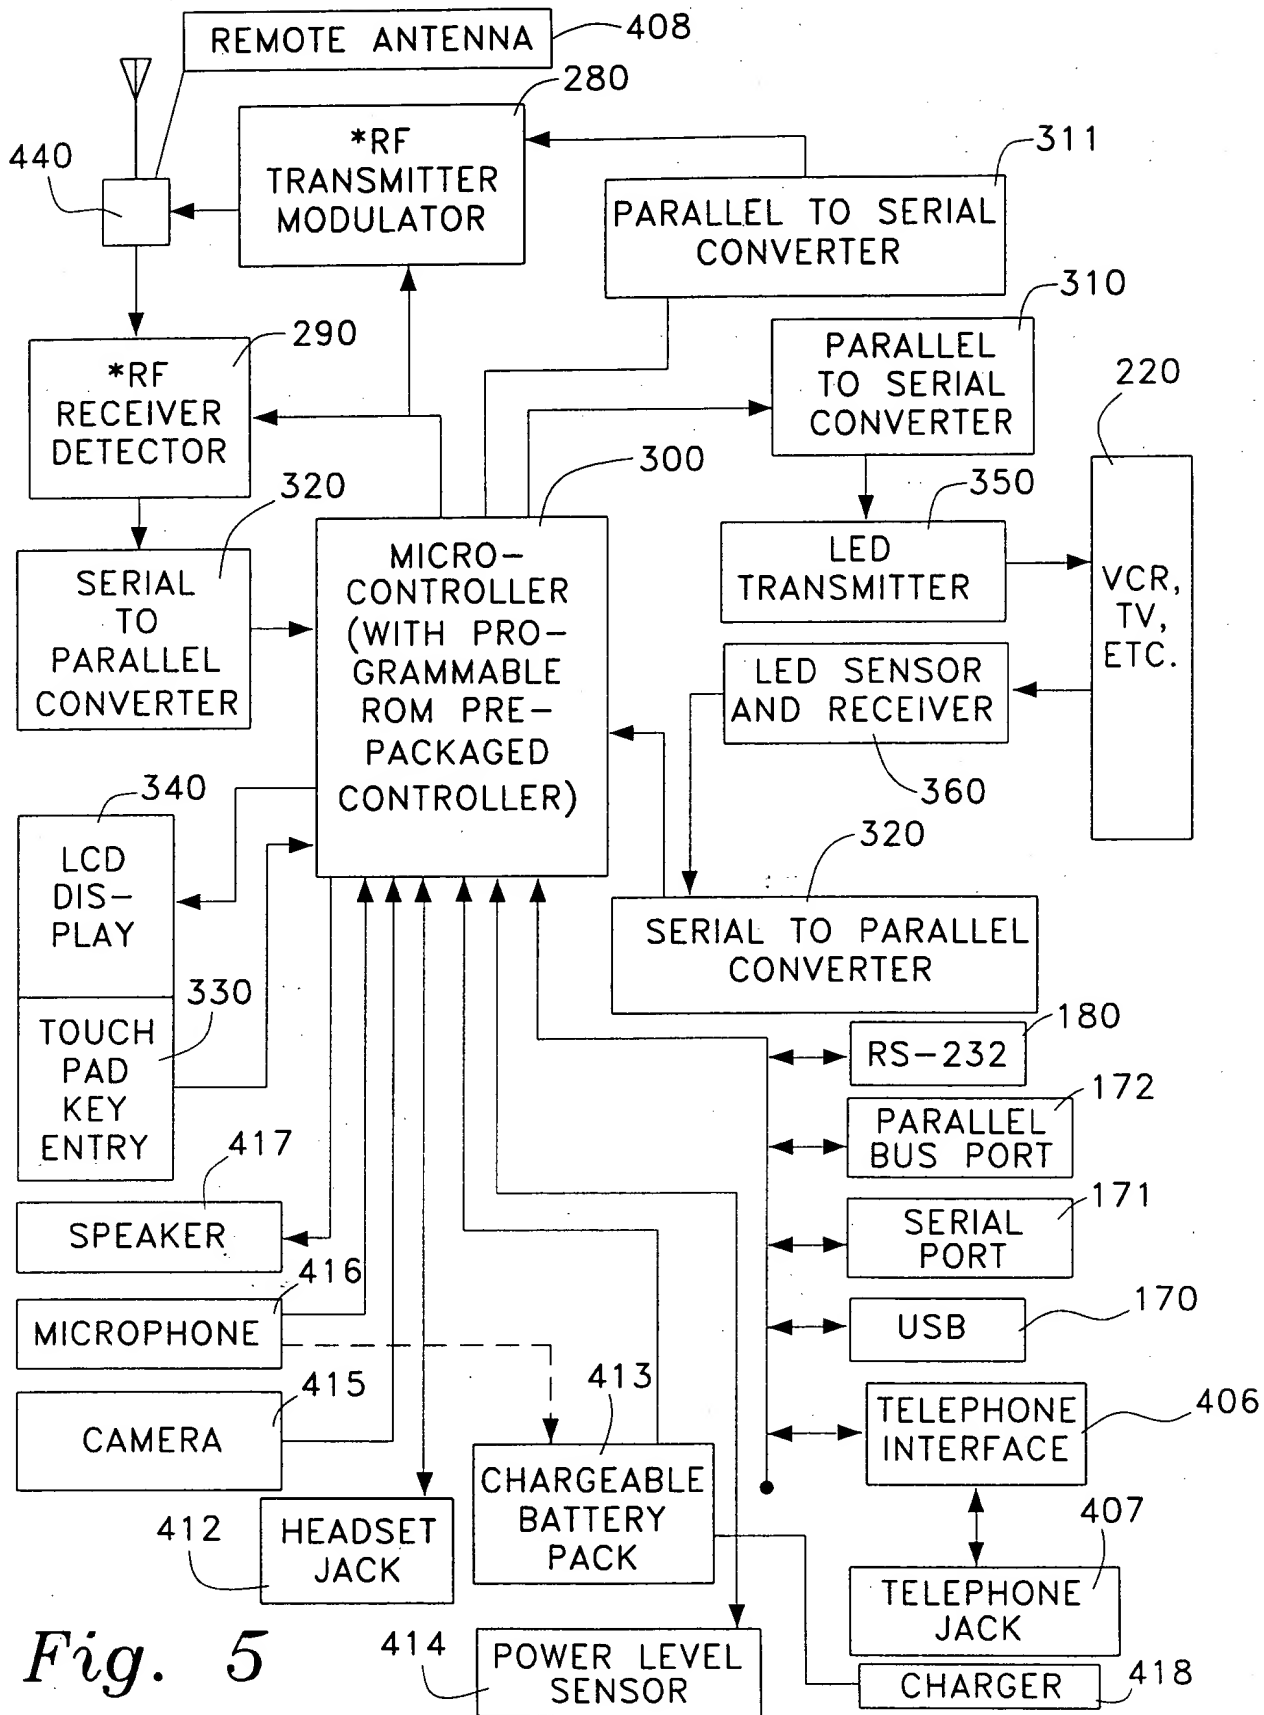 REMOTE ANTENNA
408
280
*RF
TRANSMITTER
MODULATOR
440
311
PARALLEL TO SERIAL
CONVERTER
310
PARALLEL
TO SERIAL
CONVERTER
290
*RF
RECEIVER
DETECTOR
220
VCR,
TV,
ETC.
300
MICRO-
CONTROLLER
(WITH PRO-
GRAMMABLE
ROM PRE-
PACKAGED
CONTROLLER)
320
SERIAL
TO
PARALLEL
CONVERTER
350
LED
TRANSMITTER
LED SENSOR
AND RECEIVER
360
340
LCD
DIS-
PLAY
320
SERIAL TO PARALLEL
CONVERTER
330
TOUCH
PAD
KEY
ENTRY
180
RS-232
172
PARALLEL
BUS PORT
417
SPEAKER
171
SERIAL
PORT
416
MICROPHONE
170
USB
415
CAMERA
413
CHARGEABLE
BATTERY
PACK
406
TELEPHONE
INTERFACE
412
HEADSET
JACK
407
TELEPHONE
JACK
414
POWER LEVEL
SENSOR
CHARGER
418
Fig. 5